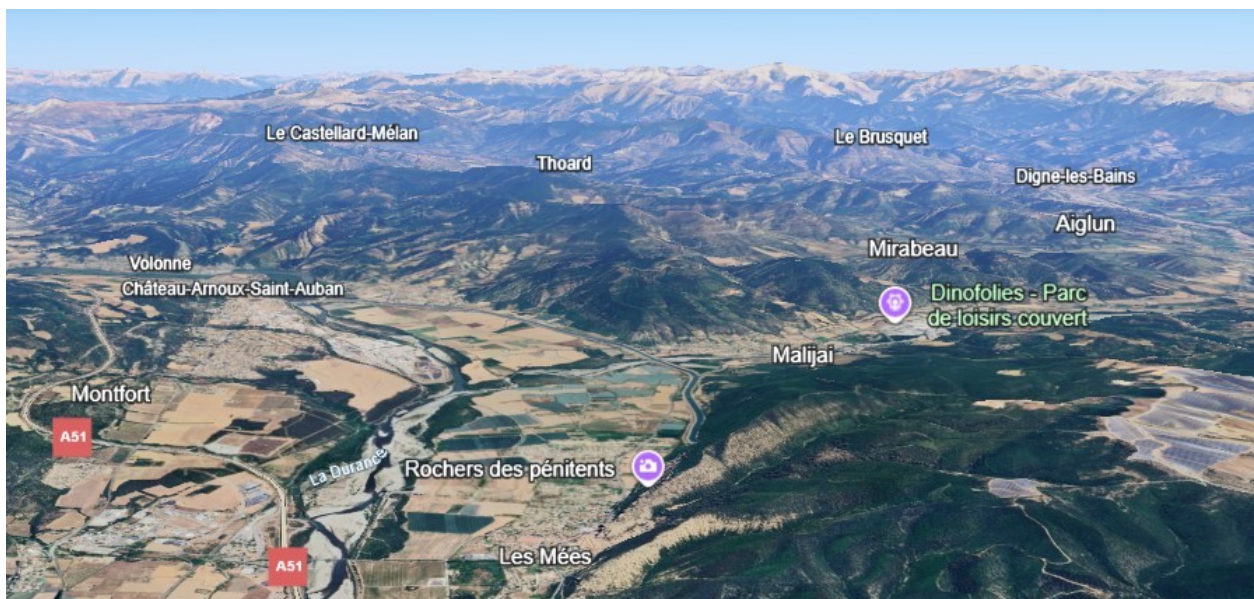 Le Castellard-Mélan
Le Brusquet
Thoard
Digne-les-Bains
Aiglun
Mirabeau
Volonne
Château-Arnoux-Saint-Auban
Dinofolies - Parc
de loisirs couvert
Malijai
Montfort
A51
La Durance
Rochers des pénitents
Les Mées
A51